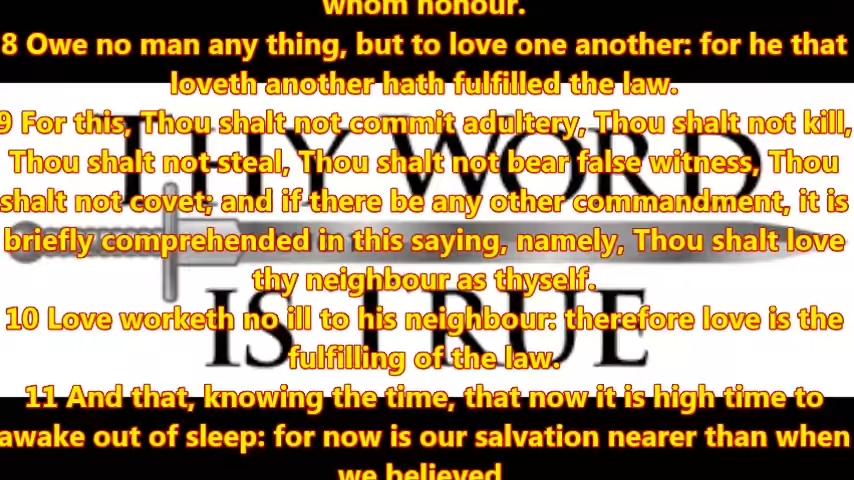 whom honour.
8 Owe no man any thing, but to love one another: for he that
loveth another hath fulfilled the law.
9 For this, Thou shalt not commit adultery, Thou shalt not kill,
Thou shalt not steal, Thou shalt not bear false witness, Thou
shalt not covet; and if there be any other commandment, it is
briefly comprehended in this saying, namely, Thou shalt love
thy neighbour as thyself.
10 Love worketh no ill to his neighbour: therefore love is the
fulfilling of the law.
11 And that, knowing the time, that now it is high time to
awake out of sleep: for now is our salvation nearer than when
we believed
THY WORD
IS TRUE